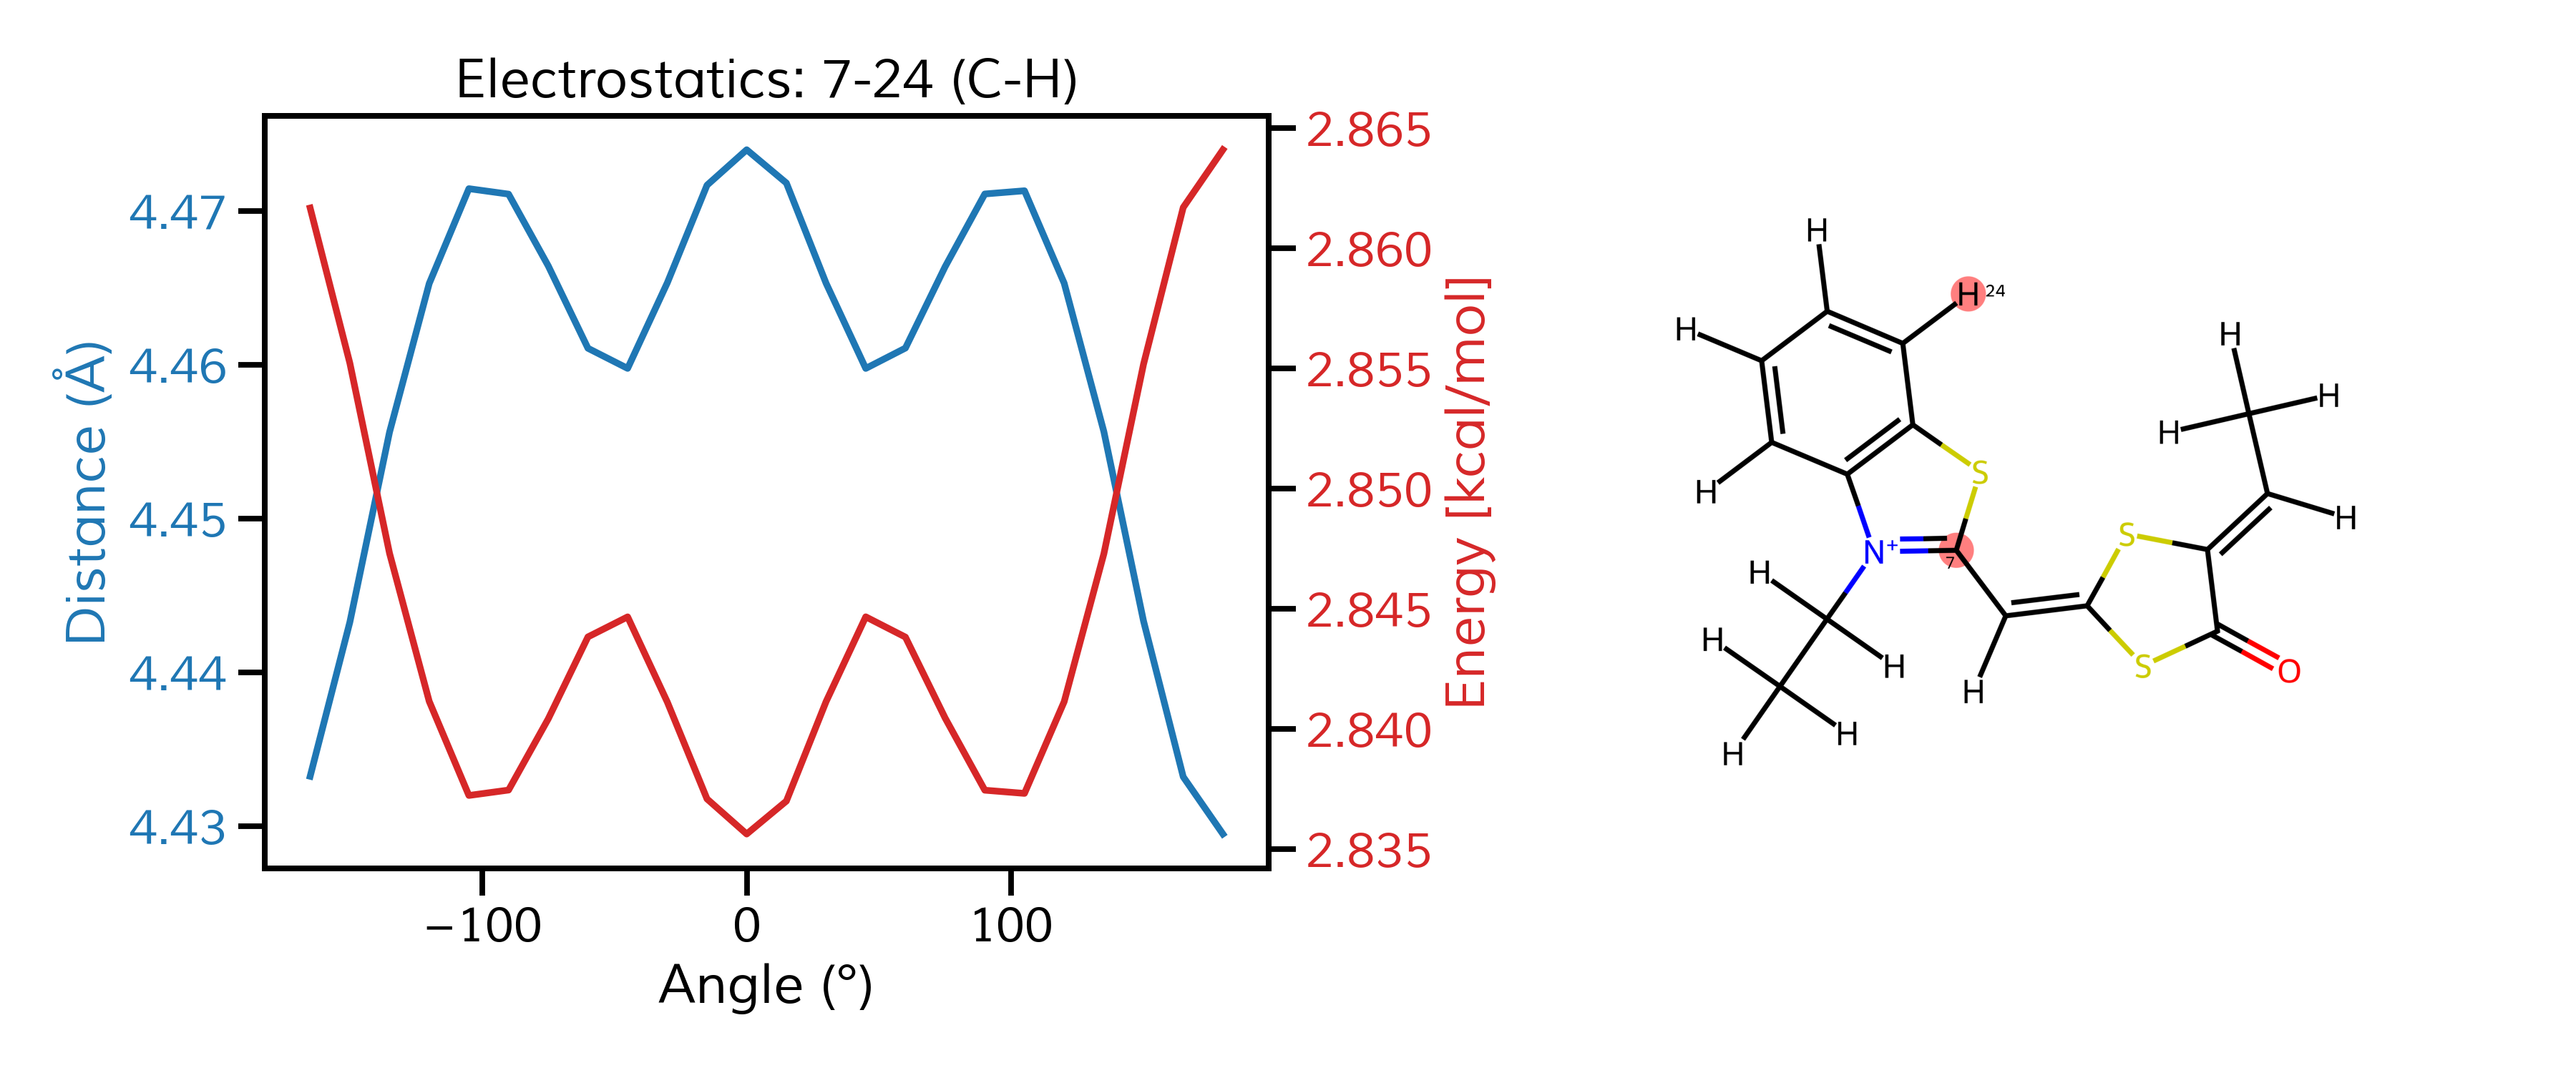 Electrostatics: 7-24 (C-H)
Distance (Å)
4.47
4.46
4.45
4.44
4.43
−100
0
100
Angle (°)
2.865
2.860
2.855
2.850
2.845
2.840
2.835
Energy [kcal/mol]
H
H 24
H
H
H
H
H
H
S
S
N+
7
H
H
H
H
H
H
H
S
O